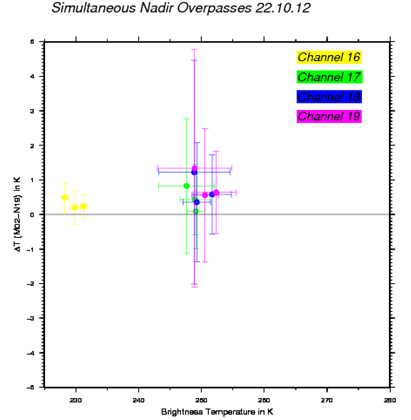 Simultaneous Nadir Overpasses 22.10.12
Channel 16
Channel 17
Channel 18
Channel 19
5
4
3
2
1
0
−1
−2
−3
−4
−5
ΔT (M02−N19) in K
230
240
250
260
270
280
Brightness Temperature in K